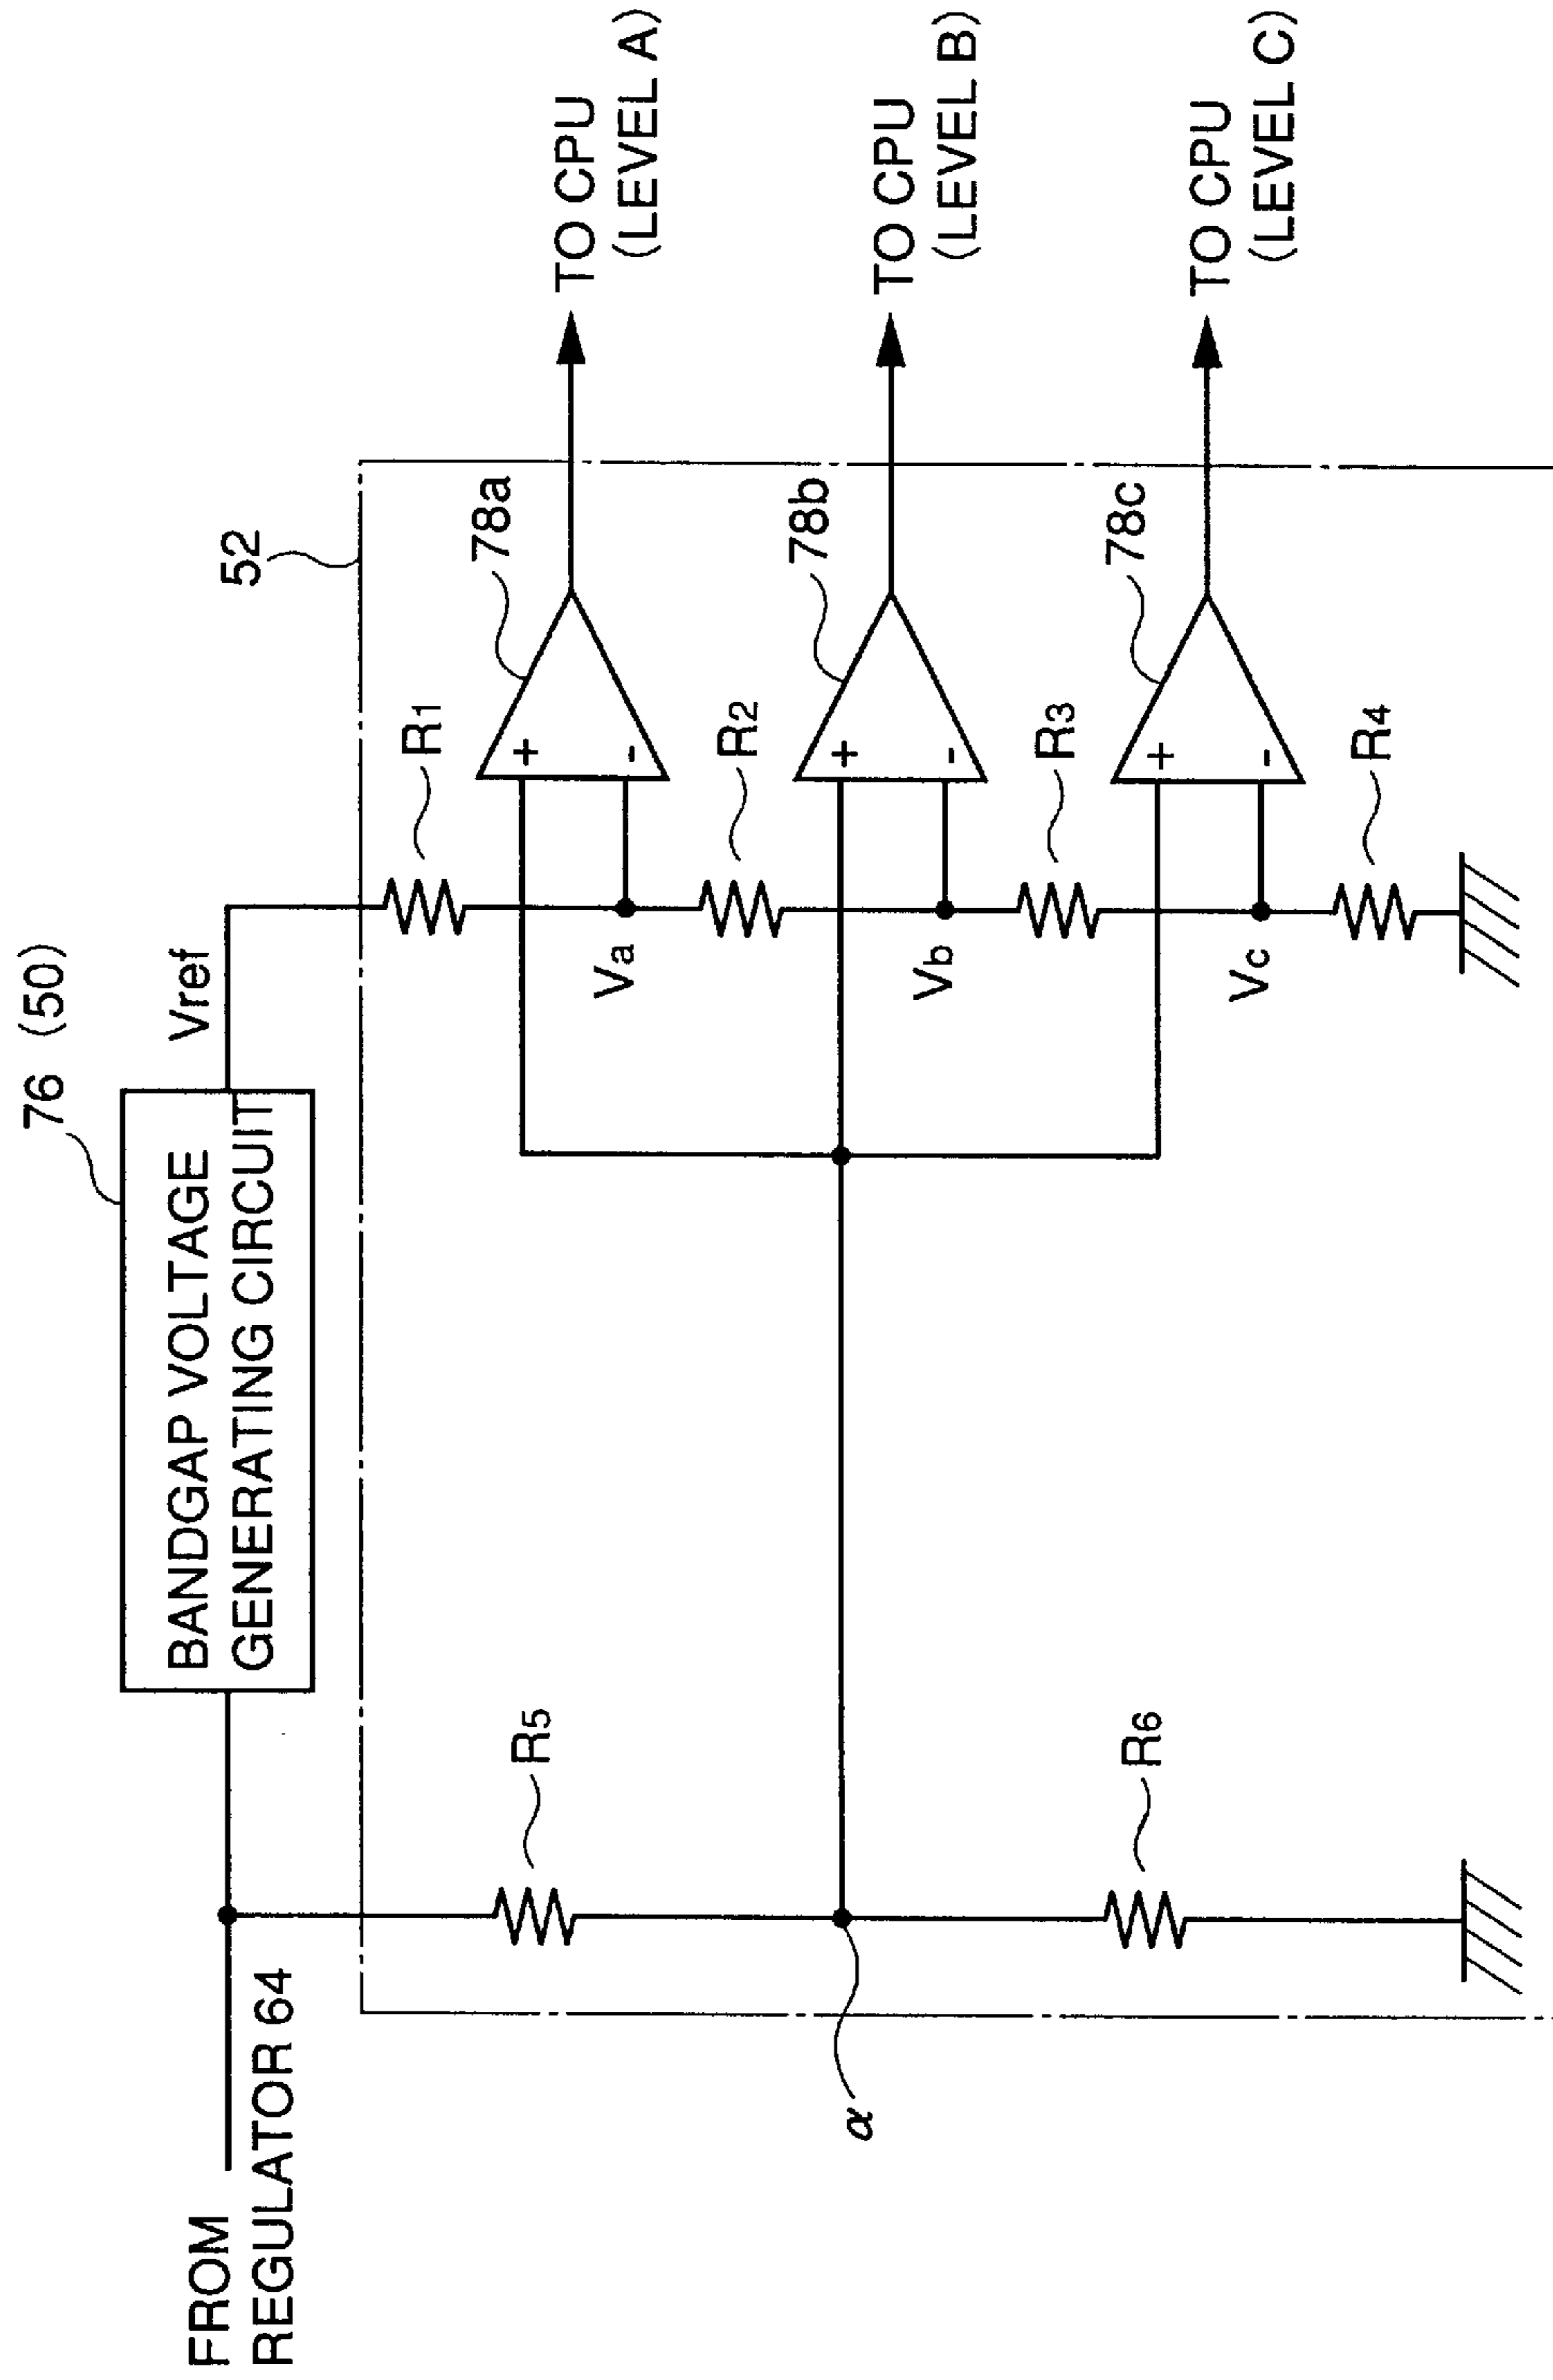 76 (50)
BANDGAP VOLTAGE
GENERATING CIRCUIT
Vref
FROM
REGULATOR 64
52
R1
78a
+
-
TO CPU
(LEVEL A)
Va
R5
R2
78b
+
-
TO CPU
(LEVEL B)
Vb
α
R3
78c
+
-
TO CPU
(LEVEL C)
Vc
R6
R4